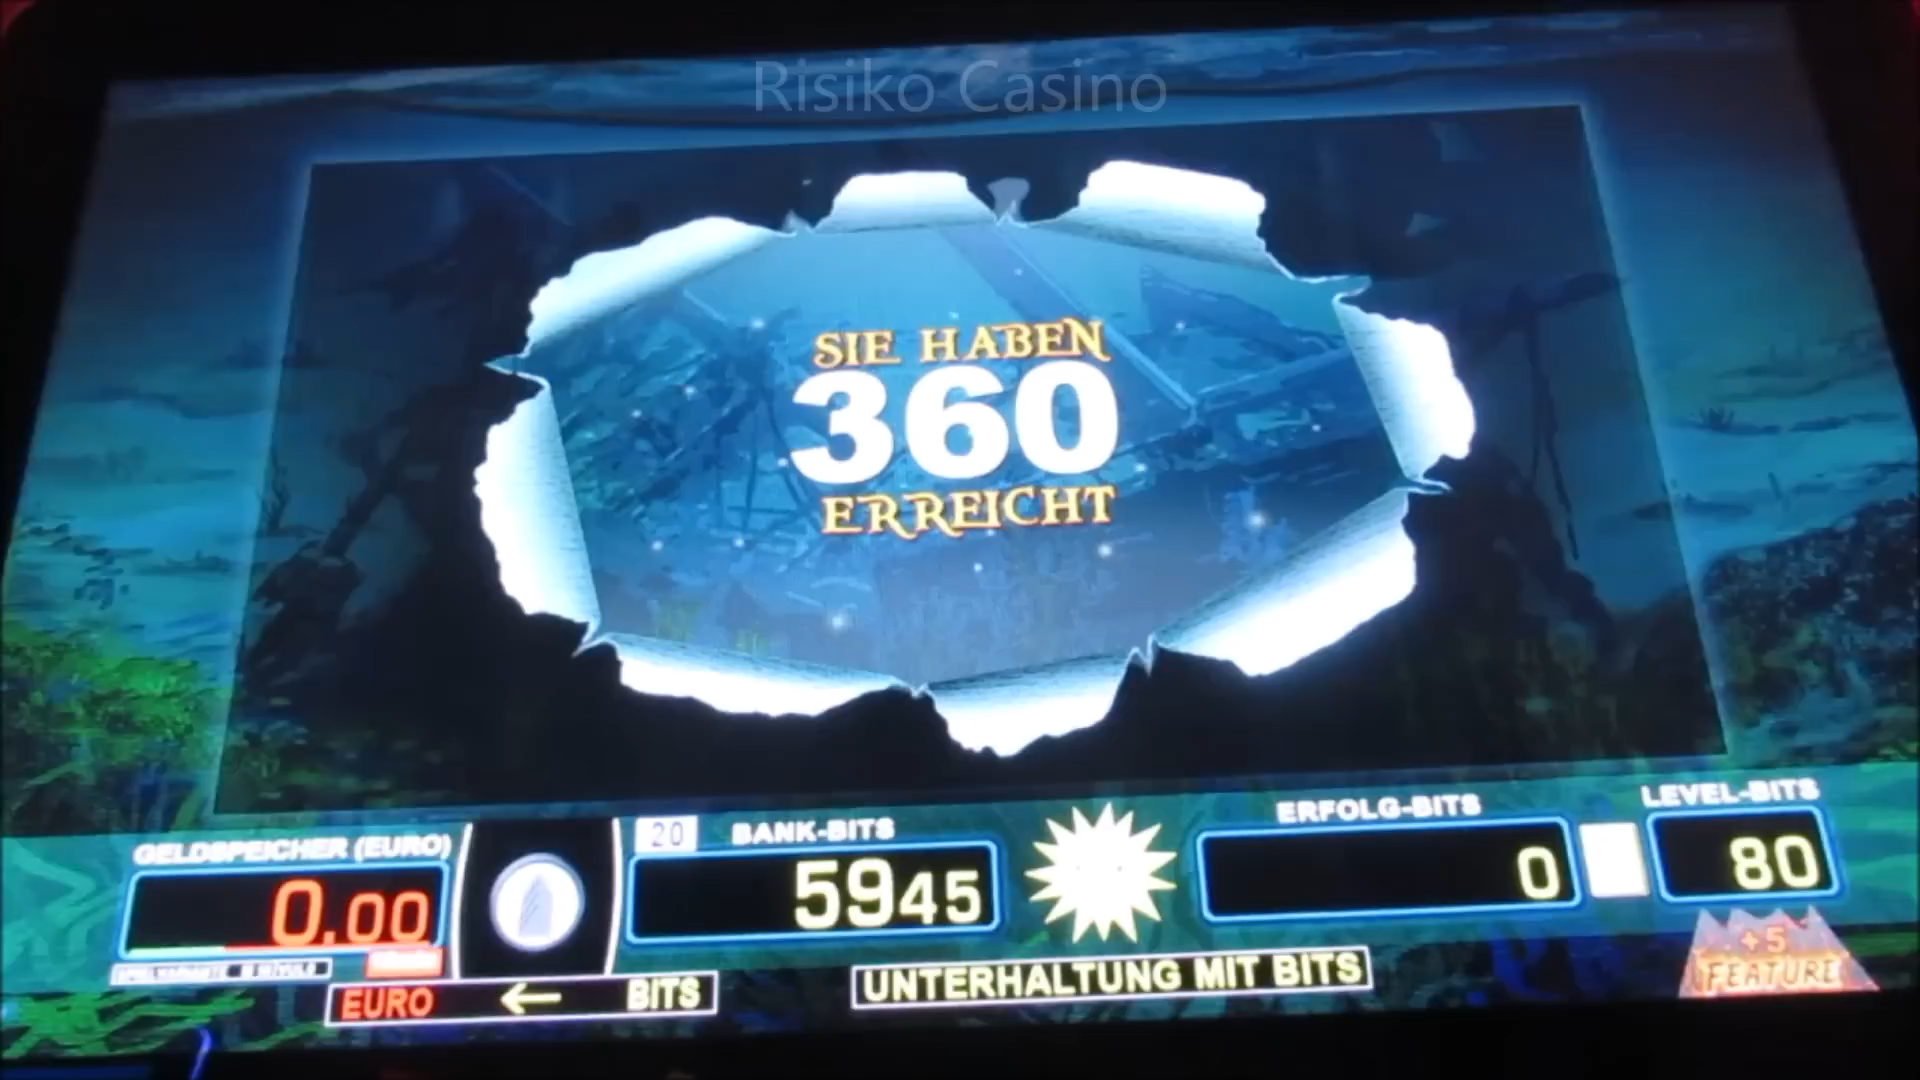 Risiko Casino
SIE HABEN
360
ERREICHT
GELDSPEICHER (EURO)
0.00
20
BANK-BITS
5945
ERFOLG-BITS
0
LEVEL-BITS
80
EURO ← BITS
UNTERHALTUNG MIT BITS
+5
FEATURE